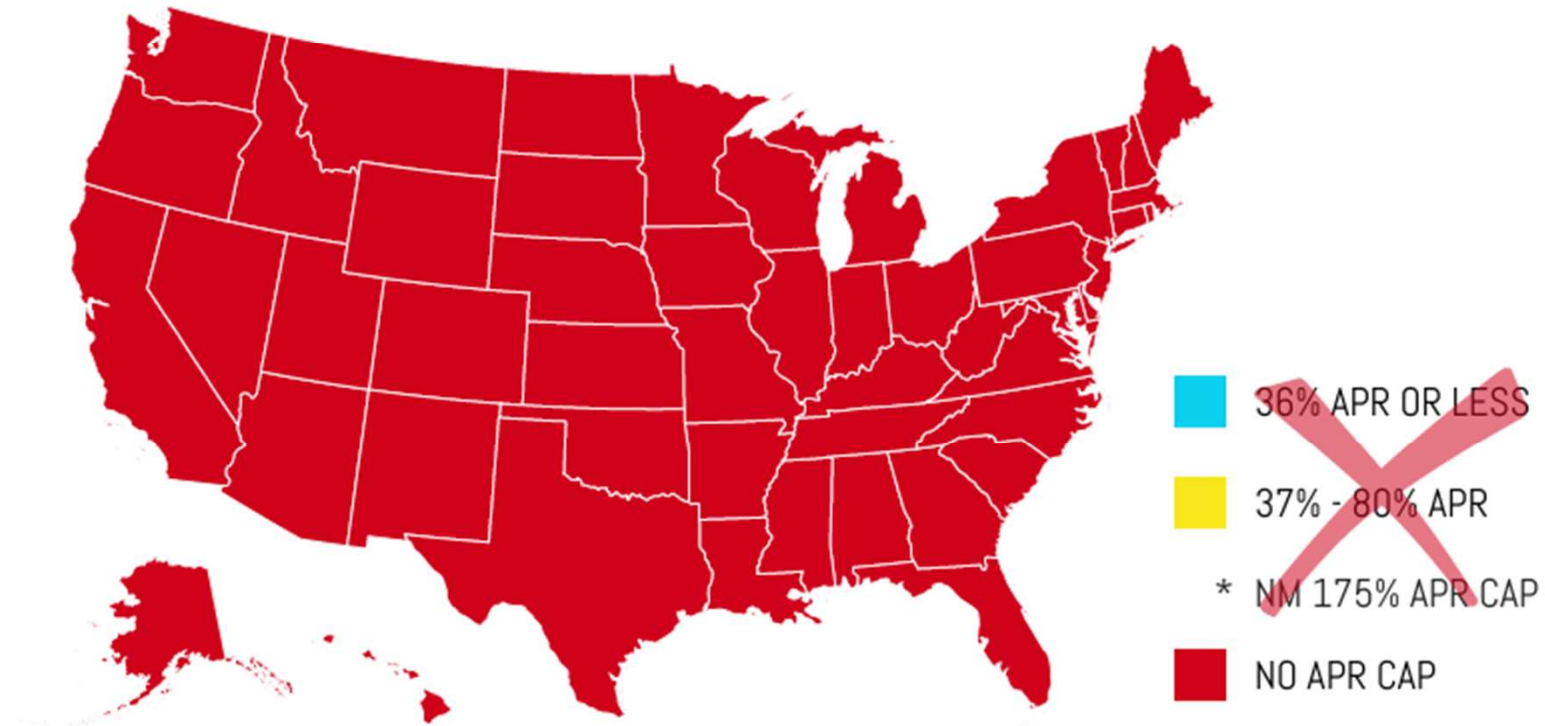 36% APR OR LESS
37% - 80% APR
* NM 175% APR CAP
NO APR CAP